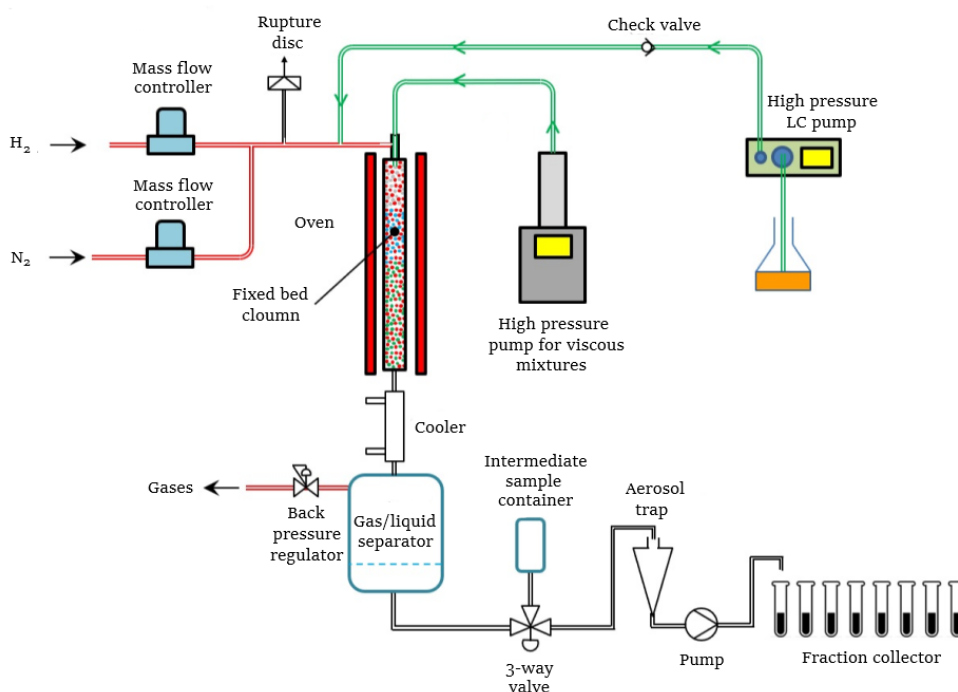 Rupture
disc
Check valve
Mass flow
controller
High pressure
LC pump
H₂
Mass flow
controller
Oven
N₂
Fixed bed
cloumn
High pressure
pump for viscous
mixtures
Cooler
Intermediate
sample
container
Aerosol
trap
Gases
Back
pressure
regulator
Gas/liquid
separator
3-way
valve
Pump
Fraction collector